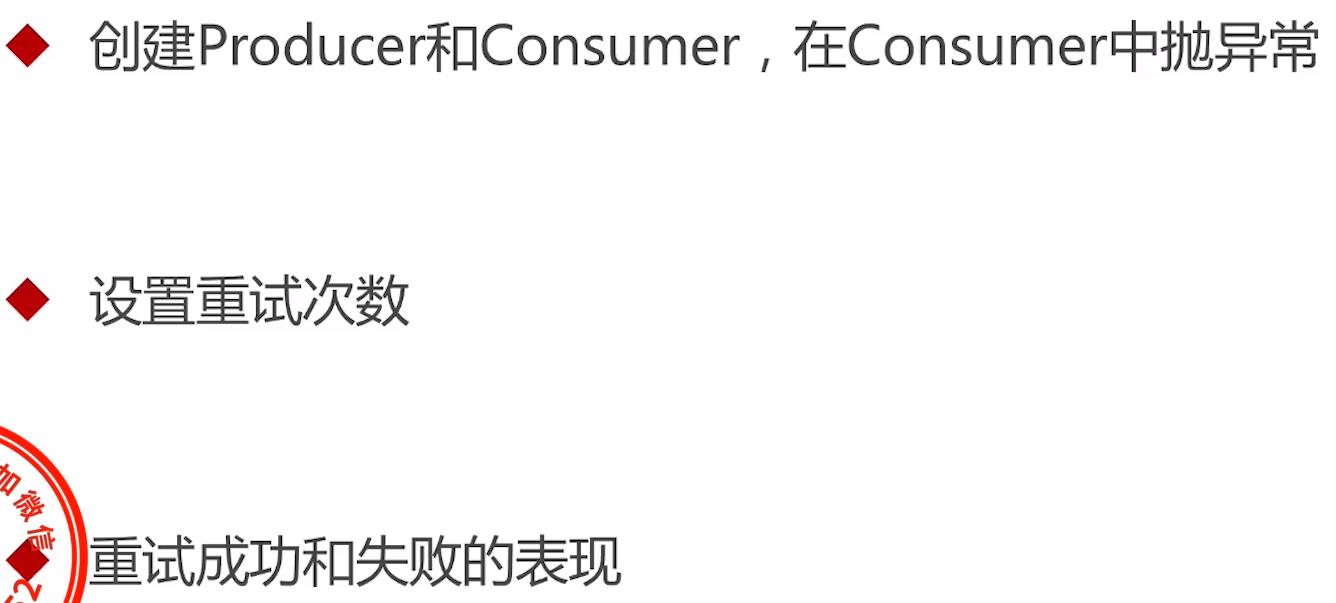 创建Producer和Consumer，在Consumer中抛异常
设置重试次数
加微信
重试成功和失败的表现